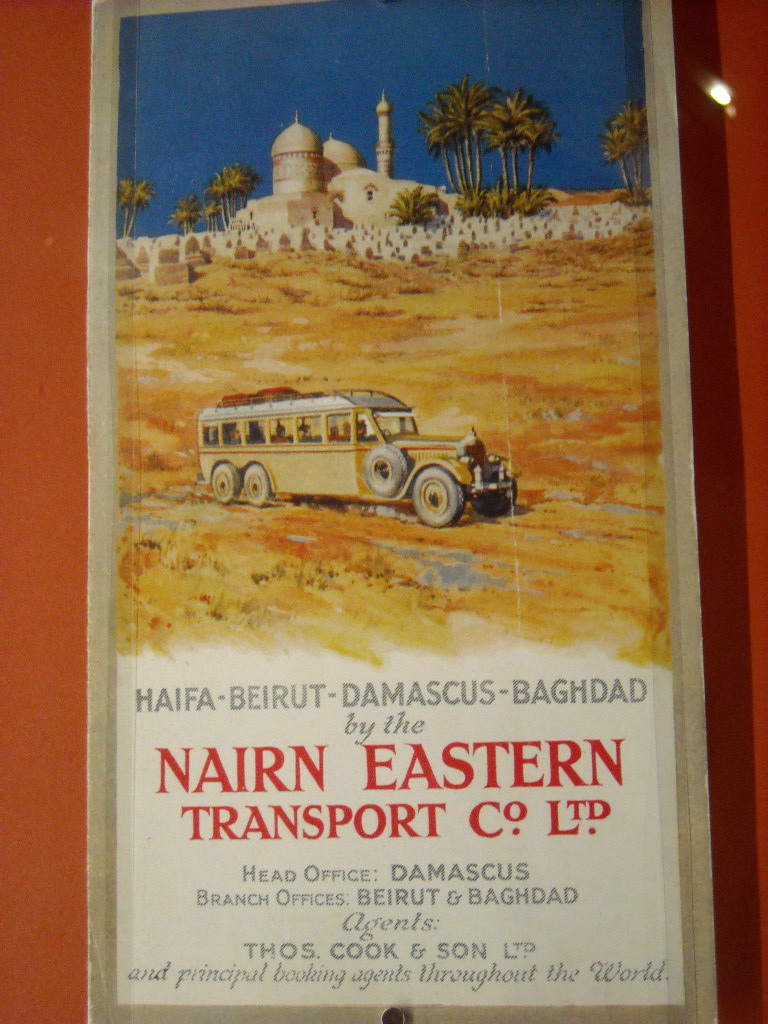 HAIFA-BEIRUT-DAMASCUS-BAGHDAD
by the
NAIRN EASTERN
TRANSPORT Co LTD
HEAD OFFICE: DAMASCUS
BRANCH OFFICES: BEIRUT & BAGHDAD
Agents:
THOS. COOK & SON LTD
and principal booking agents throughout the World.